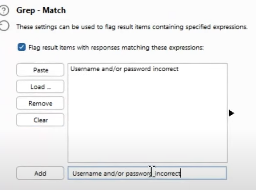 Grep - Match
These settings can be used to flag result items containing specified expressions.
Flag result items with responses matching these expressions:
Paste
Username and/or password incorrect
Load ...
Remove
Clear
Add
Username and/or password incorrect